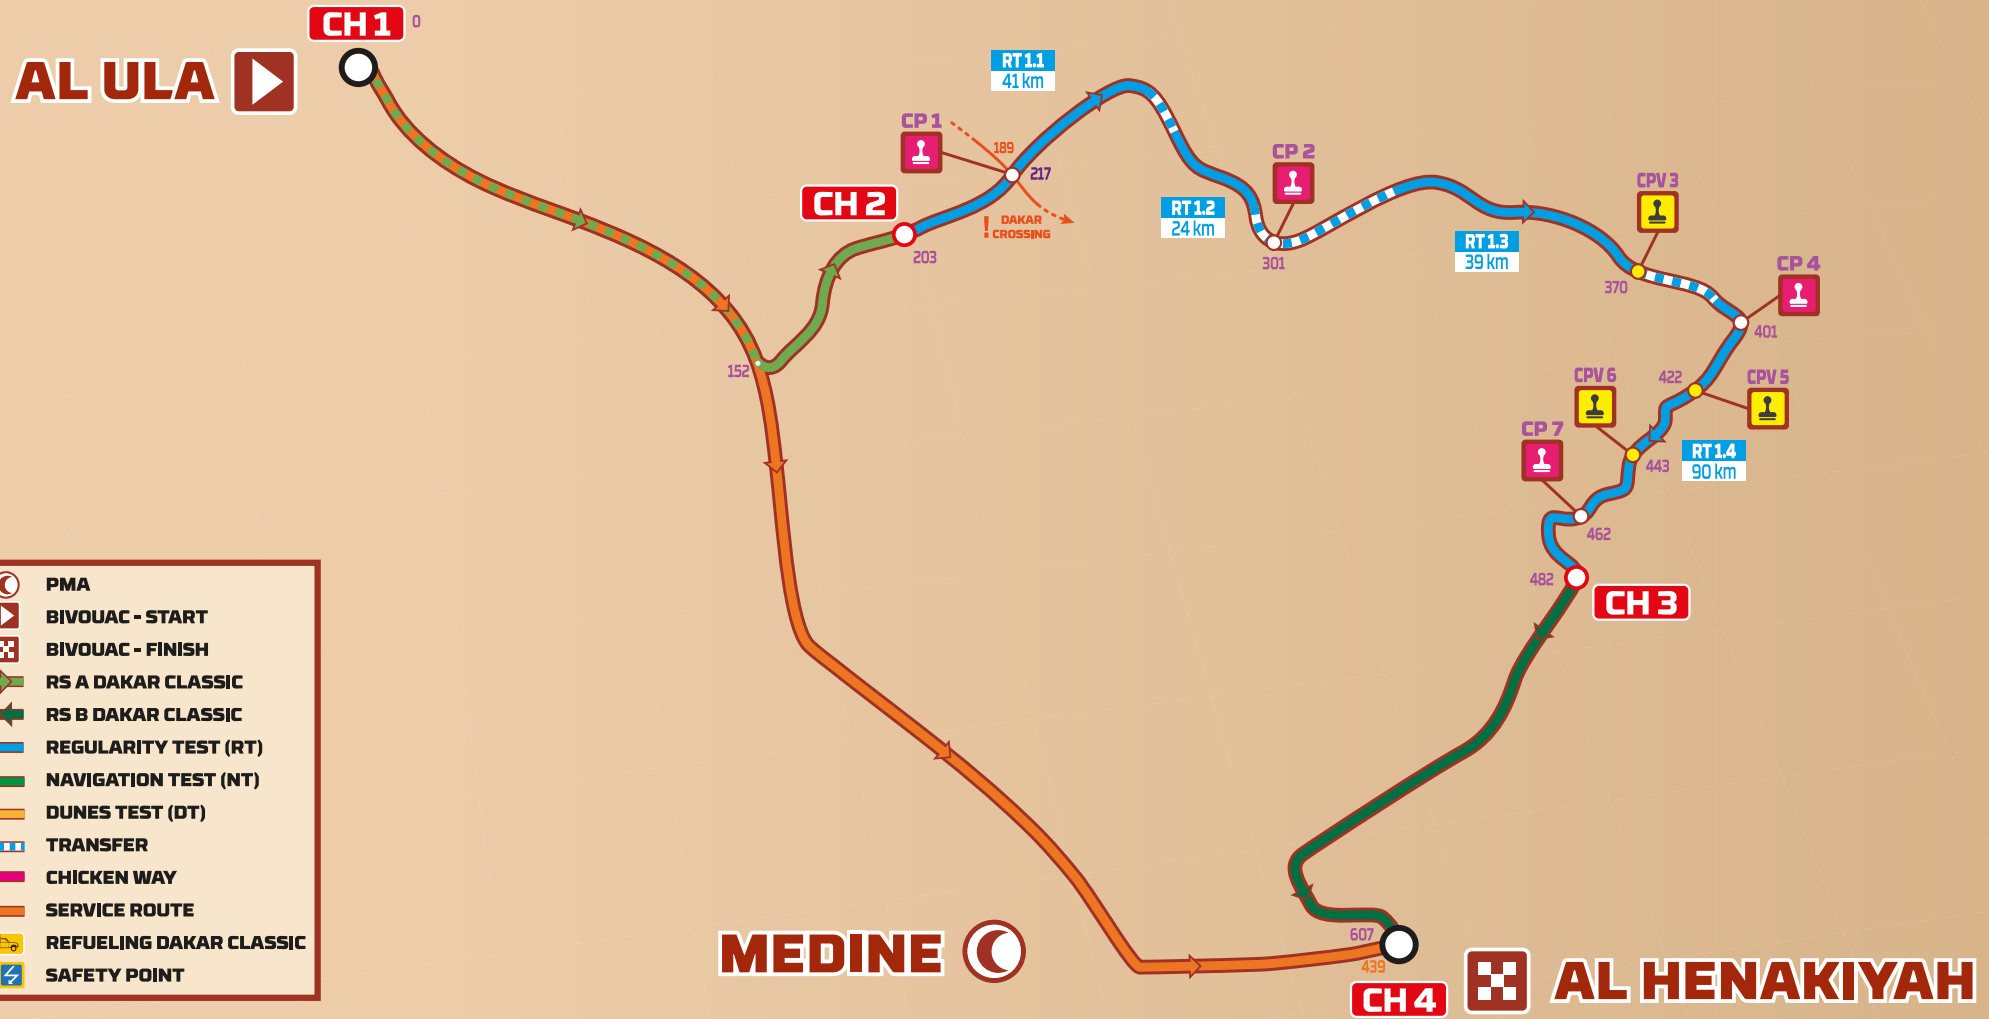 CH 1
0
AL ULA
RT 1.1
41 km
CP 1
189
217
CH 2
! DAKAR
CROSSING
203
152
CP 2
RT 1.2
24 km
301
CPV 3
RT 1.3
39 km
370
CP 4
401
422
CPV 5
CPV 6
443
RT 1.4
90 km
CP 7
462
482
CH 3
PMA
BIVOUAC - START
BIVOUAC - FINISH
RS A DAKAR CLASSIC
RS B DAKAR CLASSIC
REGULARITY TEST (RT)
NAVIGATION TEST (NT)
DUNES TEST (DT)
TRANSFER
CHICKEN WAY
SERVICE ROUTE
REFUELING DAKAR CLASSIC
SAFETY POINT
MEDINE
607
439
CH 4
AL HENAKIYAH